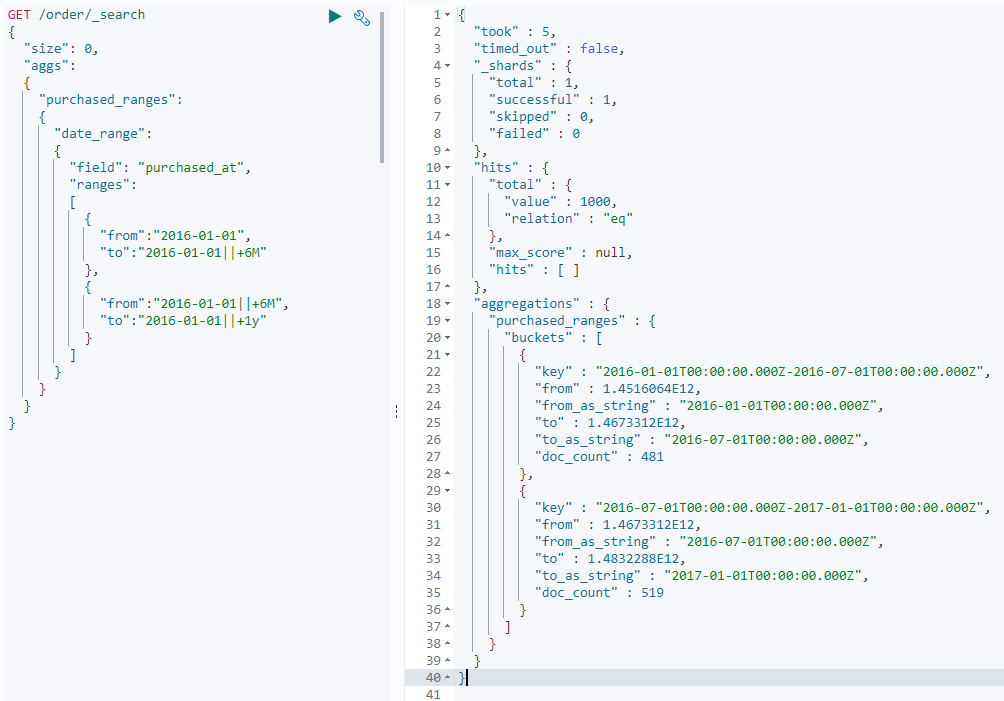 GET /order/_search
{
"size": 0,
"aggs":
{
"purchased_ranges":
{
"date_range":
{
"field": "purchased_at",
"ranges":
[
{
"from":"2016-01-01",
"to":"2016-01-01||+6M"
},
{
"from":"2016-01-01||+6M",
"to":"2016-01-01||+1y"
}
]
}
}
}
}
1 {
2 "took" : 5,
3 "timed_out" : false,
4 "_shards" : {
5 "total" : 1,
6 "successful" : 1,
7 "skipped" : 0,
8 "failed" : 0
9 },
10 "hits" : {
11 "total" : {
12 "value" : 1000,
13 "relation" : "eq"
14 },
15 "max_score" : null,
16 "hits" : [ ]
17 },
18 "aggregations" : {
19 "purchased_ranges" : {
20 "buckets" : [
21 {
22 "key" : "2016-01-01T00:00:00.000Z-2016-07-01T00:00:00.000Z",
23 "from" : 1.4516064E12,
24 "from_as_string" : "2016-01-01T00:00:00.000Z",
25 "to" : 1.4673312E12,
26 "to_as_string" : "2016-07-01T00:00:00.000Z",
27 "doc_count" : 481
28 },
29 {
30 "key" : "2016-07-01T00:00:00.000Z-2017-01-01T00:00:00.000Z",
31 "from" : 1.4673312E12,
32 "from_as_string" : "2016-07-01T00:00:00.000Z",
33 "to" : 1.4832288E12,
34 "to_as_string" : "2017-01-01T00:00:00.000Z",
35 "doc_count" : 519
36 }
37 ]
38 }
39 }
40 }
41